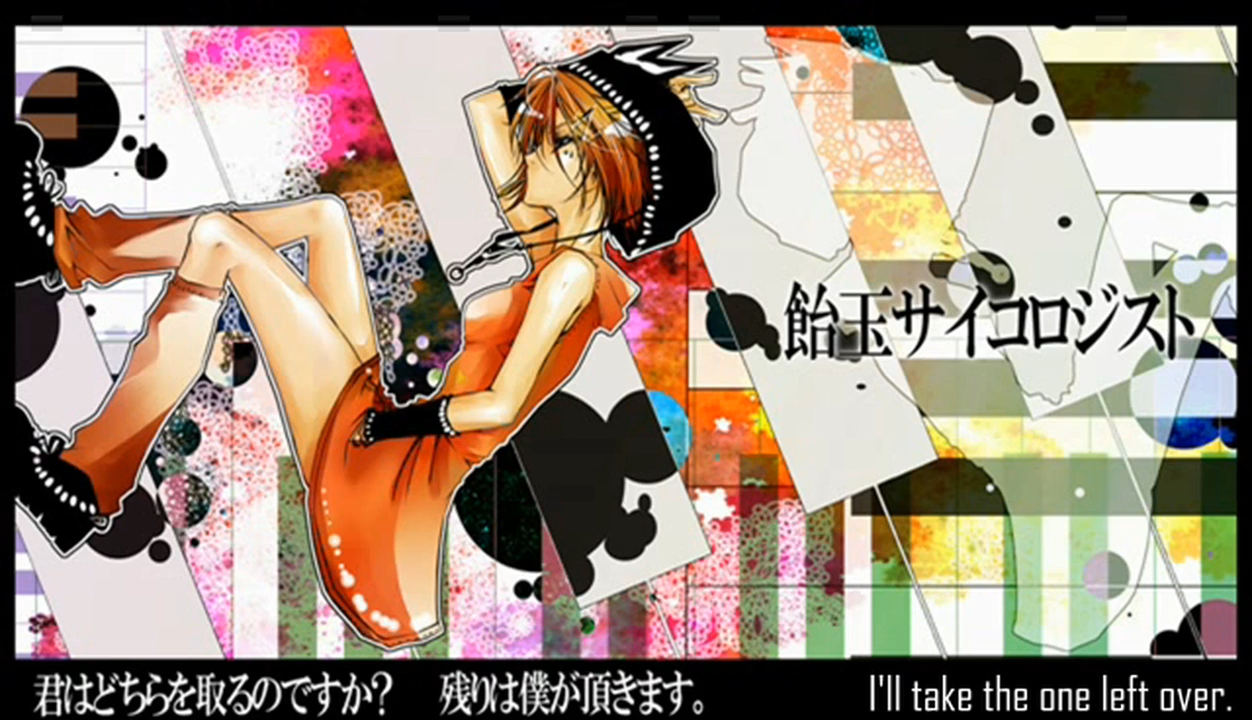 飴玉サイコロジスト
君はどちらを取るのですか? 残りは僕が頂きます。
I'll take the one left over.